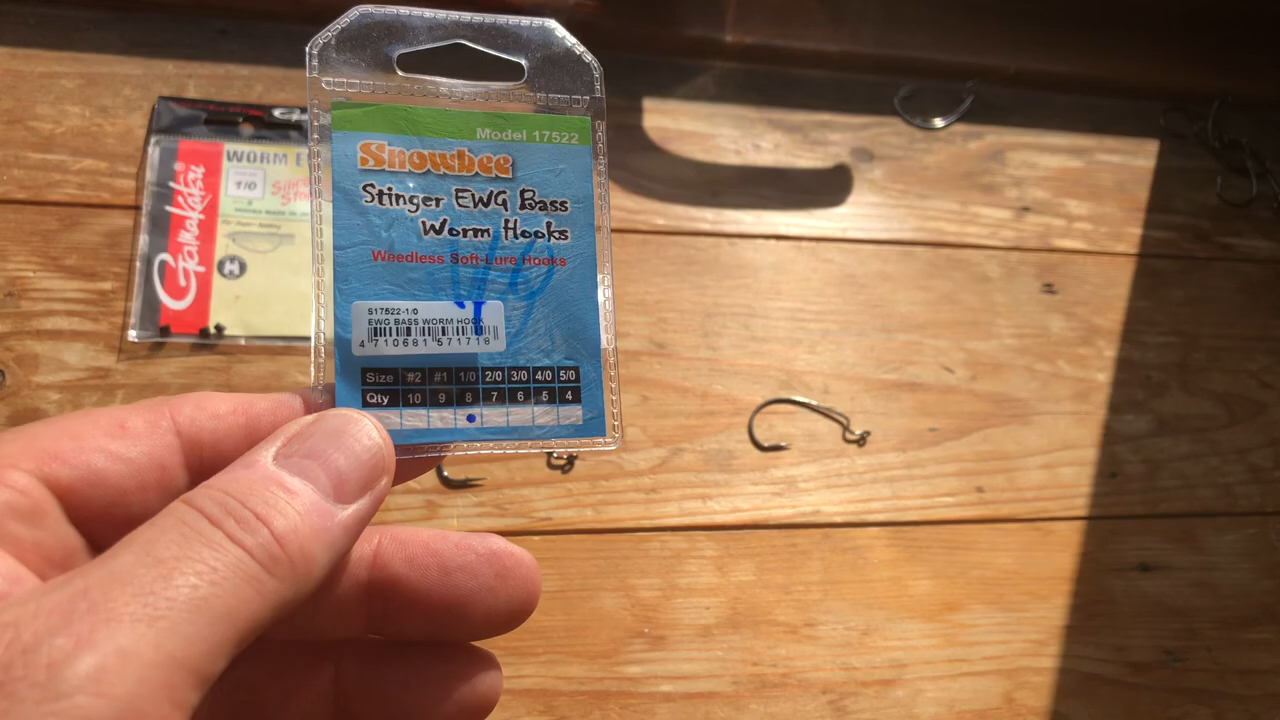 Model 17522
Snowbee
Stinger EWG Bass
Worm Hooks
Weedless Soft-Lure Hooks
1/0
S17522-1/0
EWG BASS WORM HOOK
4 710681 571718
Size #2 #1 1/0 2/0 3/0 4/0 5/0
Qty 10 9 8 7 6 5 4
Gamakatsu®
WORM
1/0